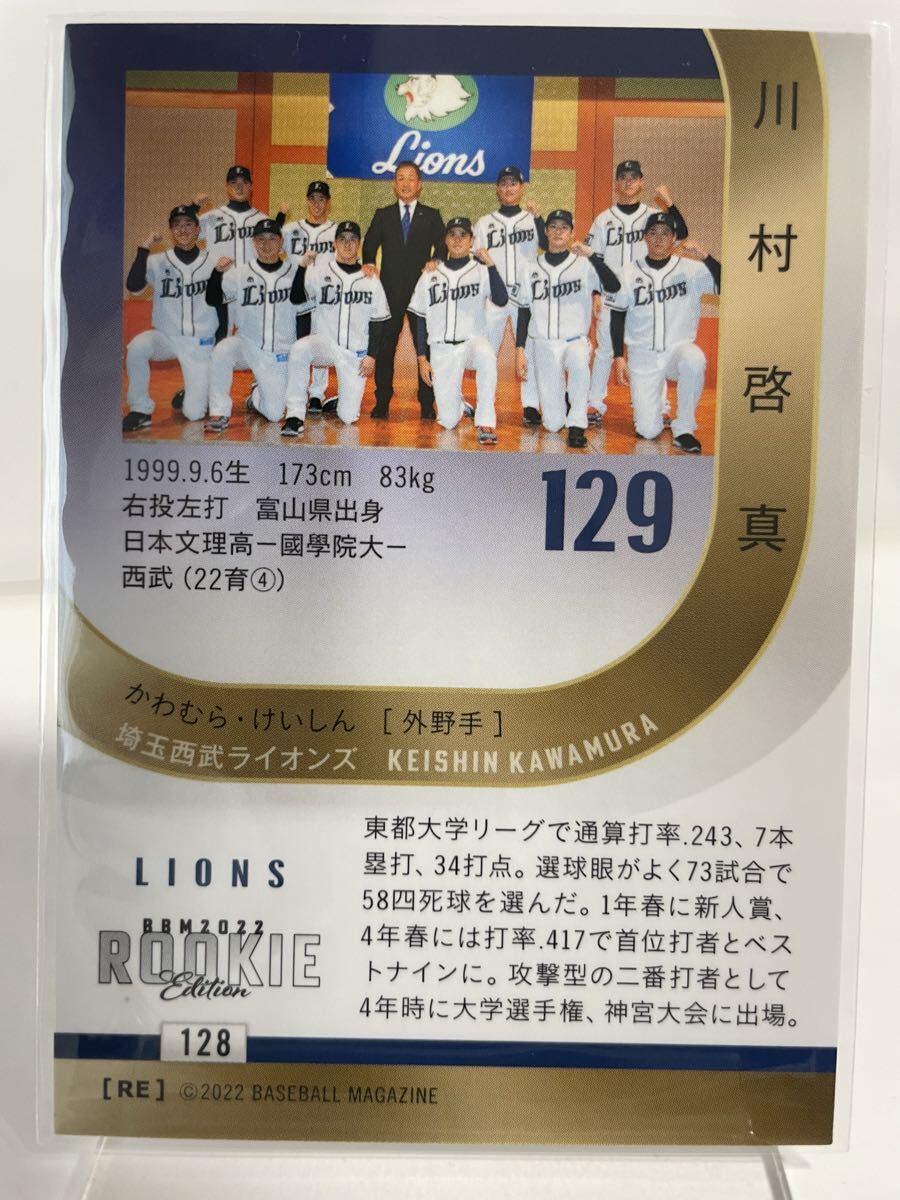 Lions
川村啓真
1999.9.6生 173cm 83kg
右投左打 富山県出身
日本文理高ー國學院大ー
西武（22育④）
129
かわむら・けいしん [外野手]
埼玉西武ライオンズ KEISHIN KAWAMURA
LIONS
BBM2022
ROOKIE
Edition
128
東都大学リーグで通算打率.243、7本
塁打、34打点。選球眼がよく73試合で
58四死球を選んだ。1年春に新人賞、
4年春には打率.417で首位打者とベス
トナインに。攻撃型の二番打者として
4年時に大学選手権、神宮大会に出場。
[RE] ©2022 BASEBALL MAGAZINE